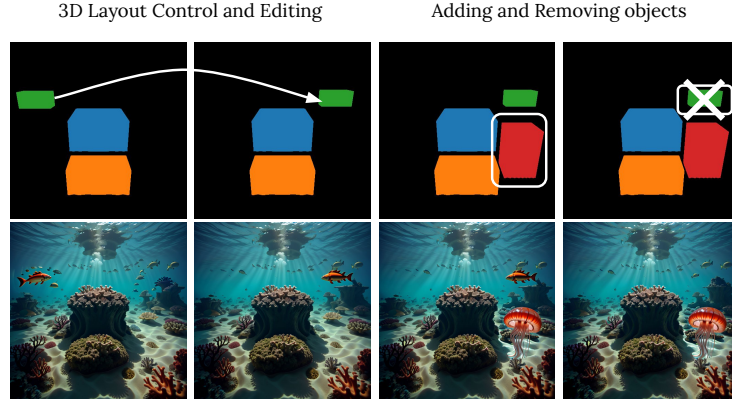 3D Layout Control and Editing
Adding and Removing objects